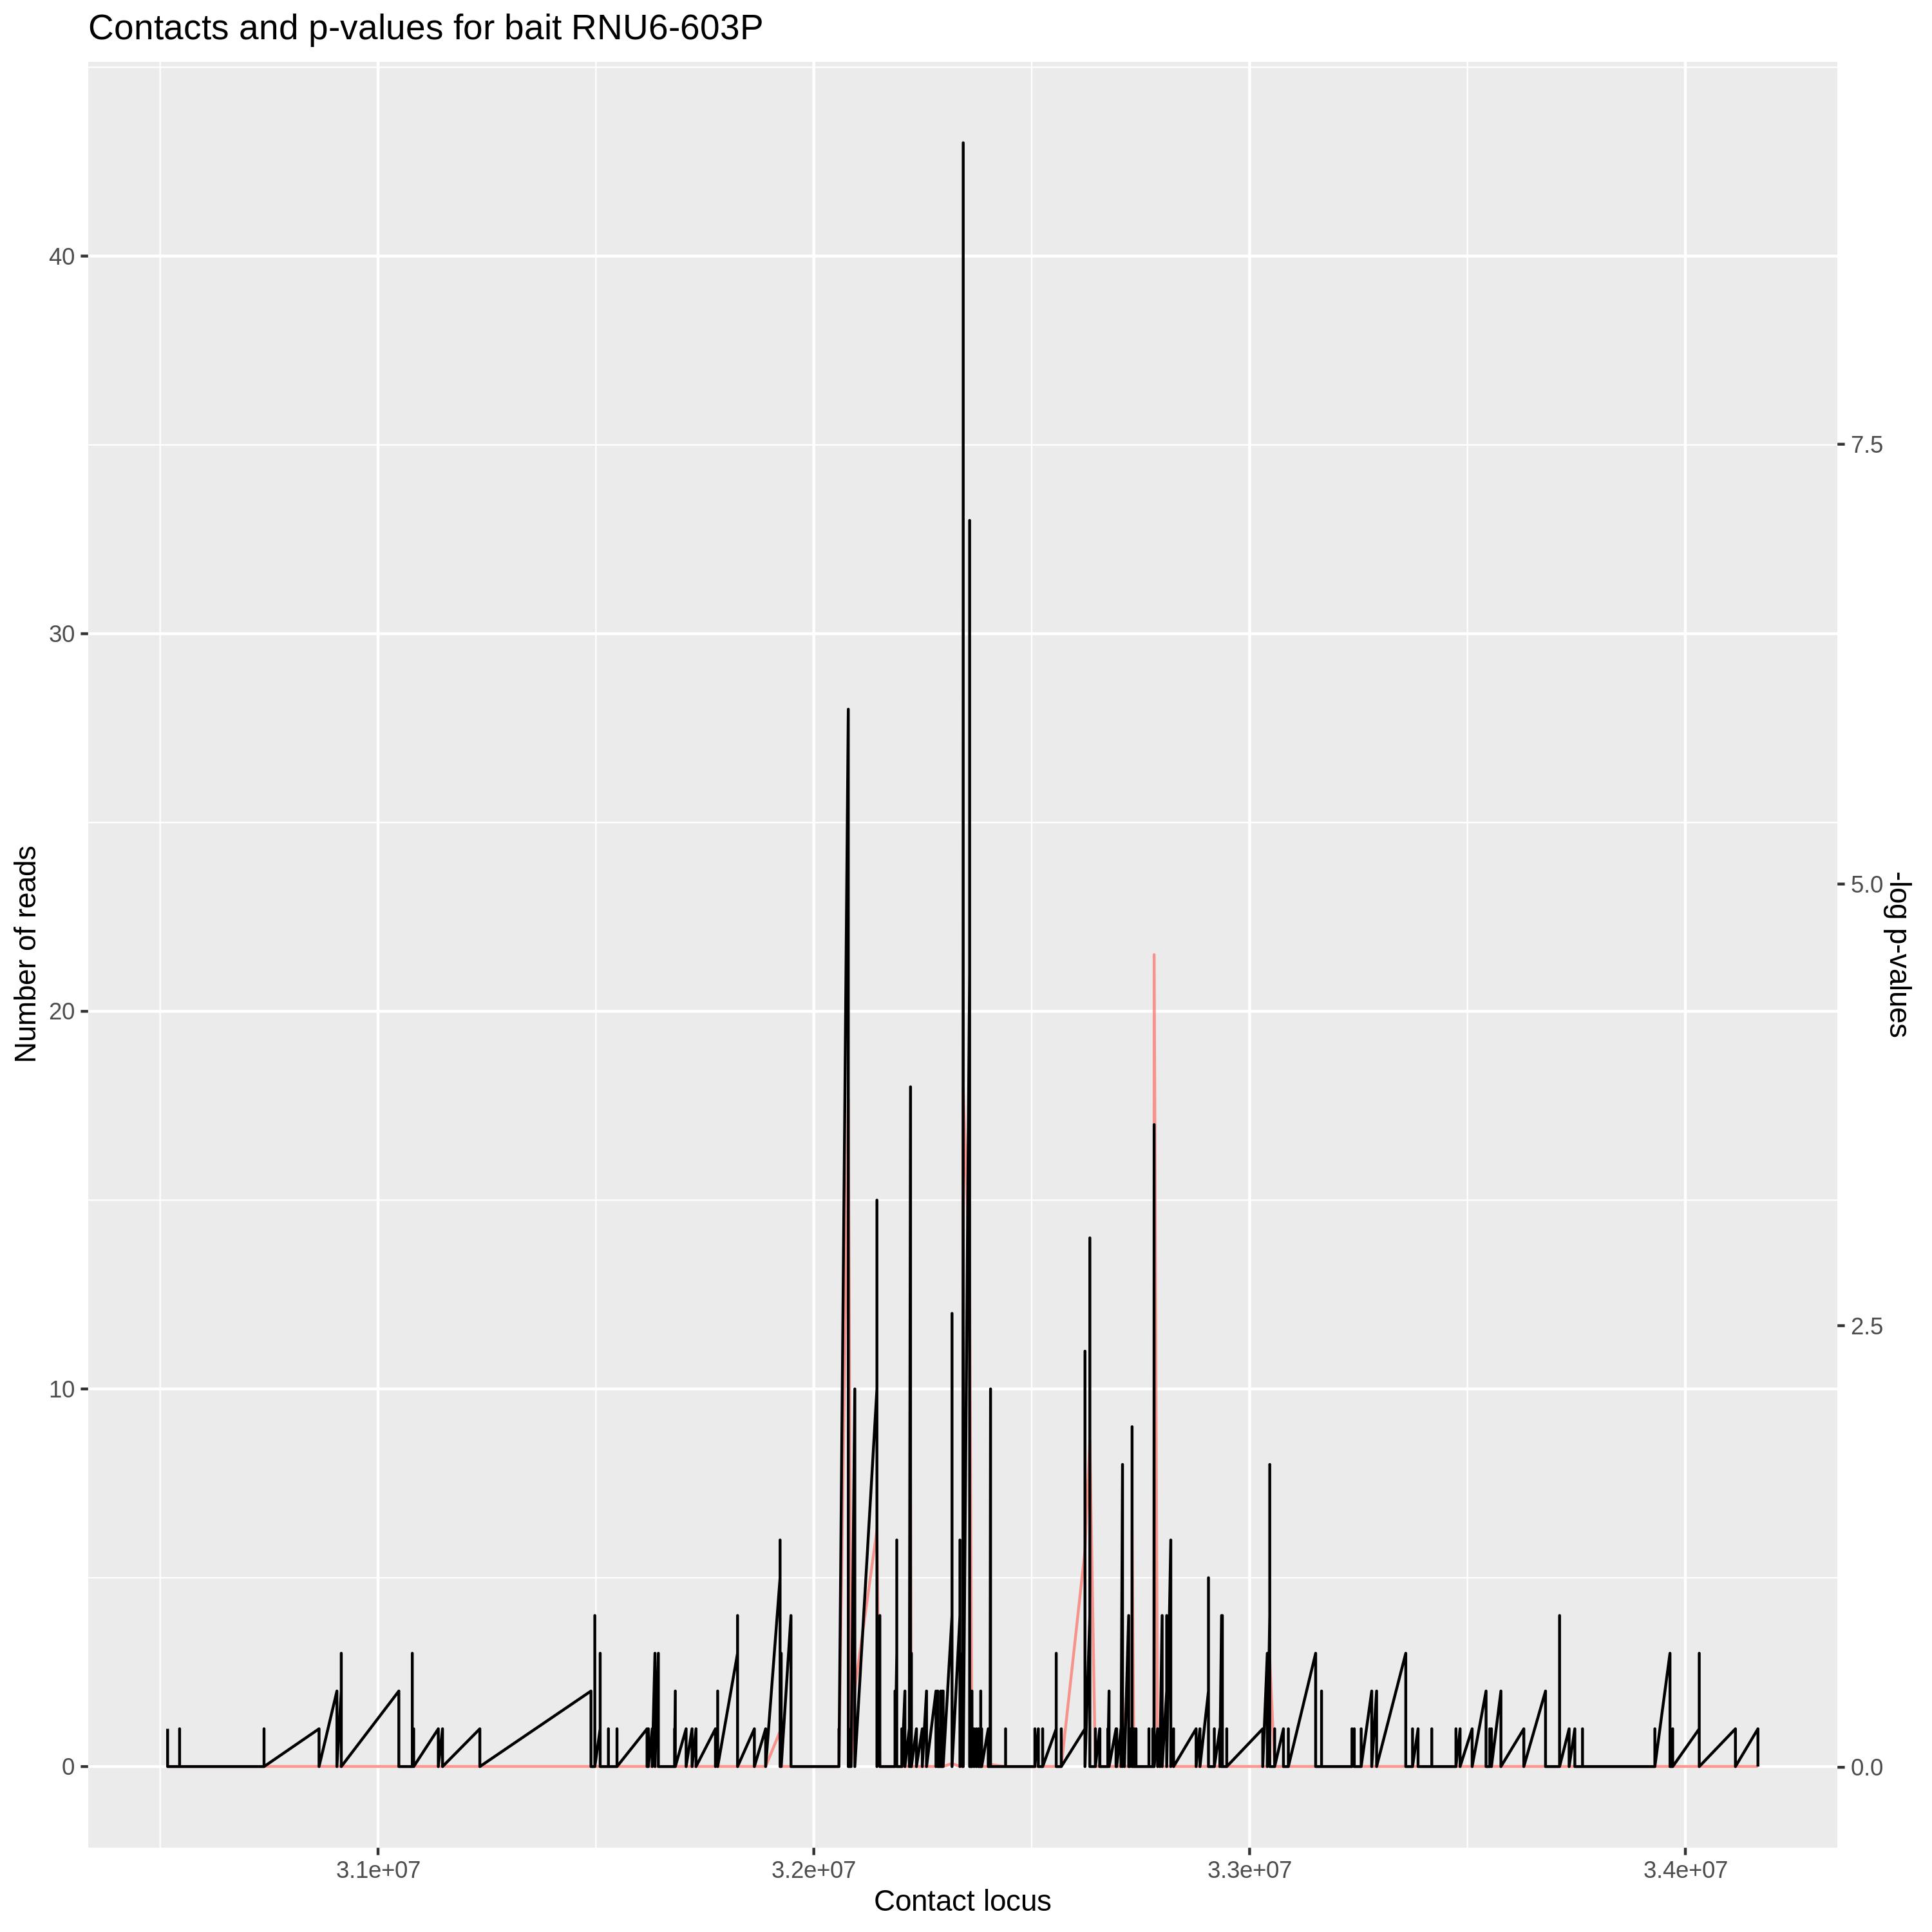 Contacts and p-values for bait RNU6-603P
40
30
20
10
0
Number of reads
7.5
5.0
2.5
0.0
-log p-values
3.1e+07
3.2e+07
3.3e+07
3.4e+07
Contact locus